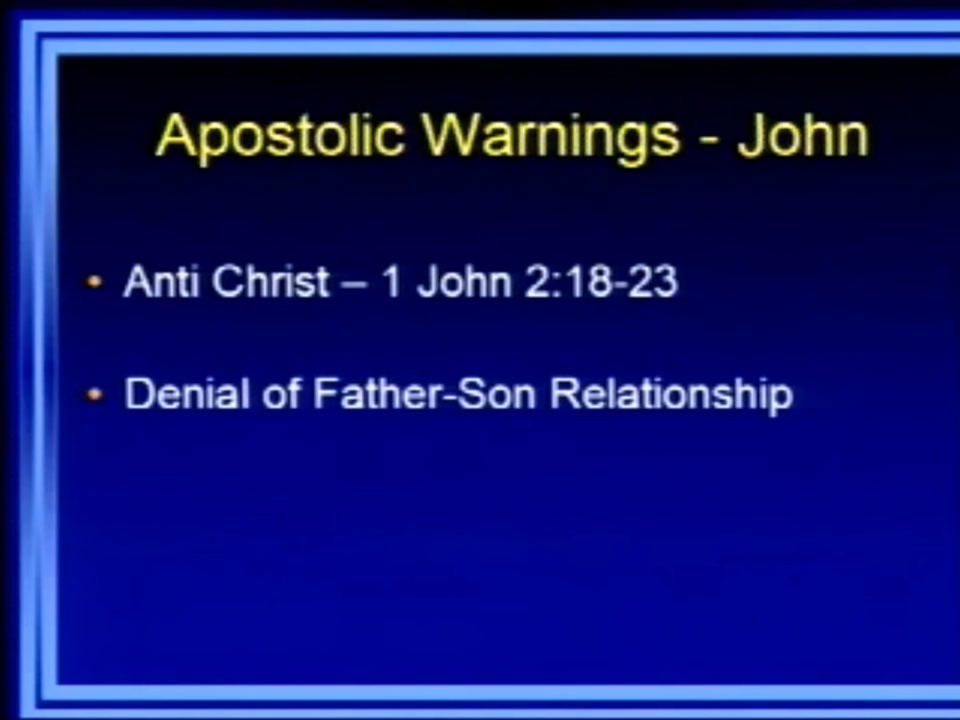 Apostolic Warnings - John
• Anti Christ – 1 John 2:18-23
• Denial of Father-Son Relationship